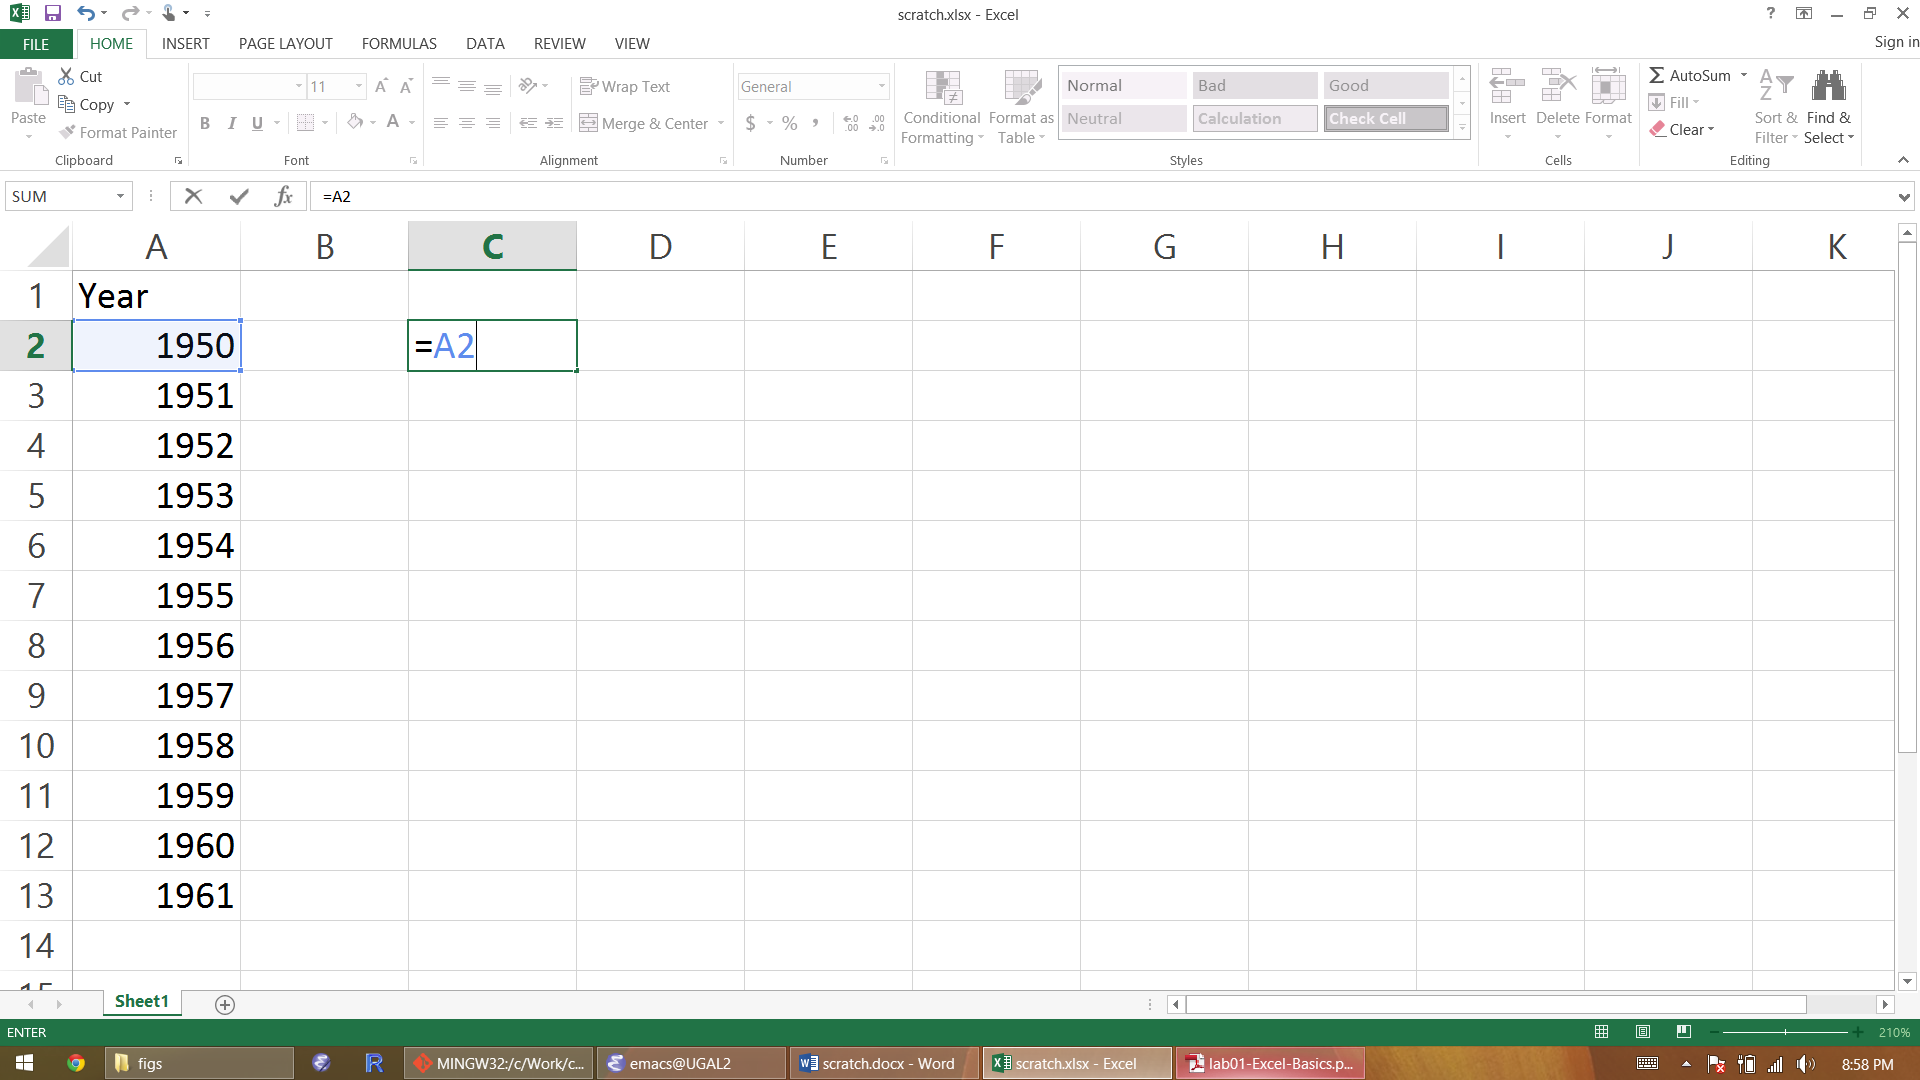 scratch.xlsx - Excel
?
FILE HOME INSERT PAGE LAYOUT FORMULAS DATA REVIEW VIEW
Sign in
Paste
Cut
Copy
Format Painter
Clipboard
11
A A
B I U A
Font
Wrap Text
Merge & Center
Alignment
General
$ % ,
Number
Conditional Formatting
Format as Table
Normal Bad Good
Neutral Calculation Check Cell
Styles
Insert Delete Format
Cells
AutoSum
Fill
Clear
Sort & Filter
Find & Select
Editing
SUM
fx
=A2
A B C D E F G H I J K
1 Year
2 1950 =A2
3 1951
4 1952
5 1953
6 1954
7 1955
8 1956
9 1957
10 1958
11 1959
12 1960
13 1961
14
15
Sheet1
ENTER
210%
figs
MINGW32:/c/Work/c...
emacs@UGAL2
scratch.docx - Word
scratch.xlsx - Excel
lab01-Excel-Basics.p...
8:58 PM